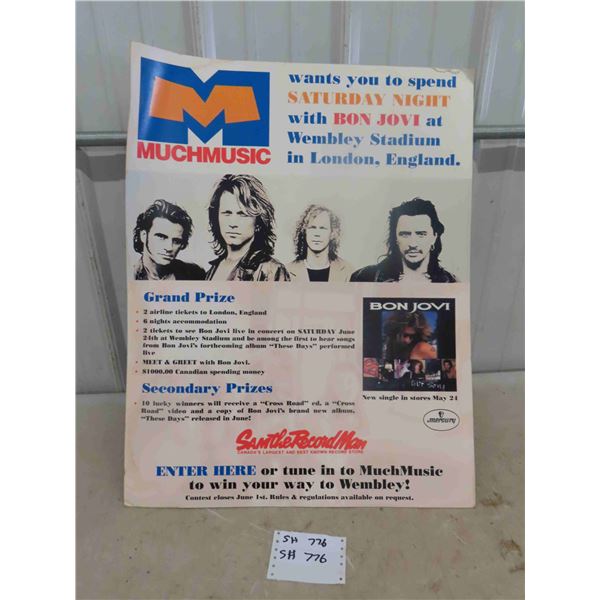 wants you to spend
SATURDAY NIGHT
with BON JOVI at
Wembley Stadium
in London, England.
M
MUCHMUSIC
Grand Prize
• 2 airline tickets to London, England
• 6 nights accommodation
• 2 tickets to see Bon Jovi live in concert on SATURDAY June
24th at Wembley Stadium and be among the first to hear songs
from Bon Jovi's forthcoming album "These Days" performed
live
• MEET & GREET with Bon Jovi.
• $1000.00 Canadian spending money
Secondary Prizes
• 10 lucky winners will receive a "Cross Road" cd, a "Cross
Road" video and a copy of Bon Jovi's brand new album,
"These Days" released in June!
BON JOVI
New single in stores May 24
mercury
Sam the Record Man
CANADA'S LARGEST AND BEST KNOWN RECORD STORE
ENTER HERE or tune in to MuchMusic
to win your way to Wembley!
Contest closes June 1st. Rules & regulations available on request.
SH 776
SH 776